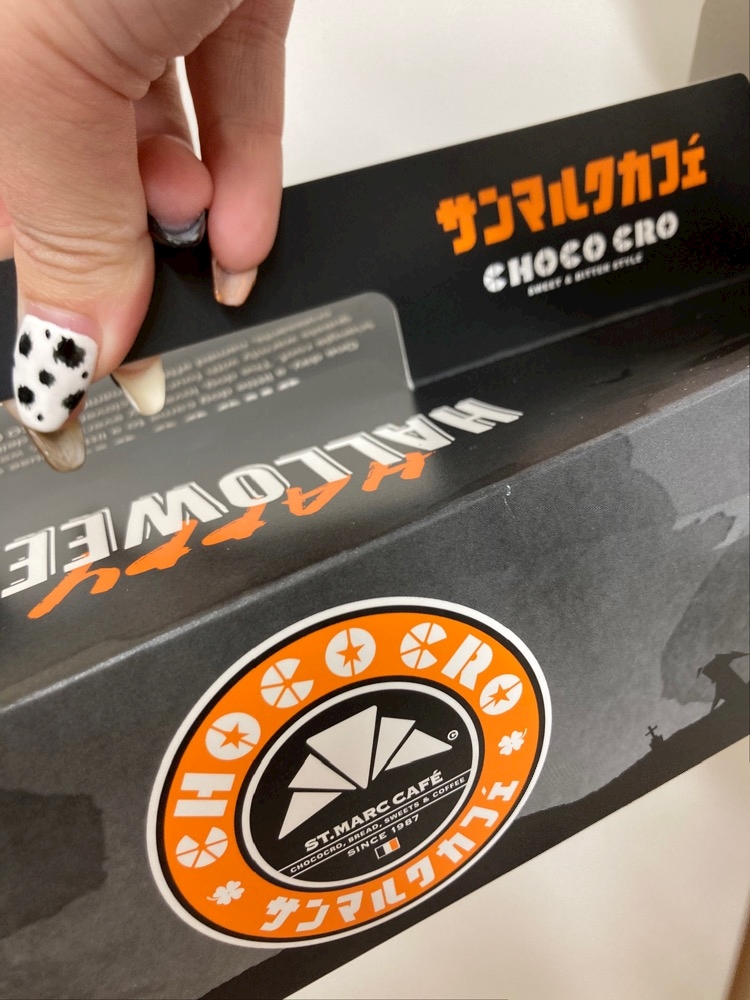 サンマルクカフェ
CHOCO CRO
SWEET & BITTER STYLE
HAPPY
HALLOWEE
CHOCO CRO
©
ST.MARC CAFÉ
CHOCOCRO, BREAD, SWEETS & COFFEE
SINCE 1987
サンマルクカフェ